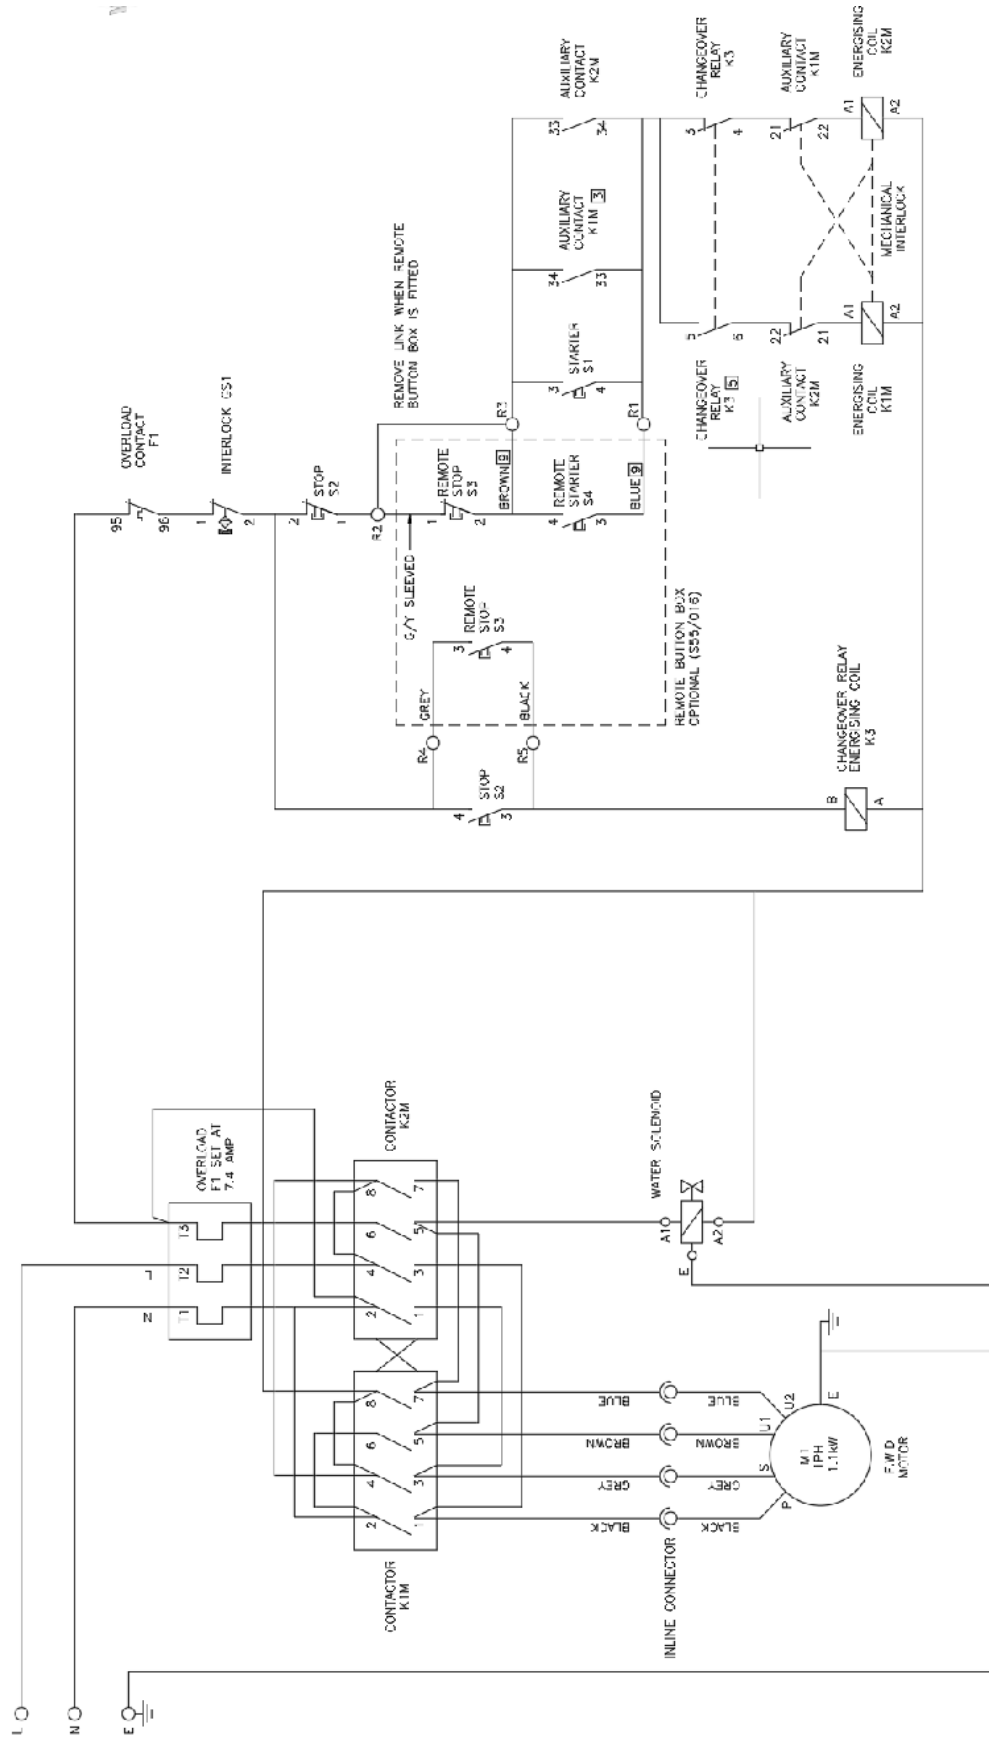 L
N
E
N
L
T1
T2
T3
OVERLOAD
F1 SET AT
7.4 AMP
CONTACTOR
K1M
2
4
6
8
1
3
5
7
CONTACTOR
K2M
2
4
6
8
1
3
5
7
INLINE CONNECTOR
BLACK
GREY
BROWN
BLUE
BLACK
GREY
BROWN
BLUE
P
S
U1
U2
E
M1
1PH
1.1kW
F.W.D
MOTOR
WATER SOLENOID
A1
A2
E
95
96
OVERLOAD
CONTACT
F1
1
2
2
1
STOP
S2
R2
REMOVE LINK WHEN REMOTE
BUTTON BOX IS FITTED
G/Y SLEEVED
1
2
REMOTE
STOP
S3
BROWN 9
R3
4
3
REMOTE
STARTER
S4
BLUE 9
R1
GREY
BLACK
R4
R5
3
4
REMOTE
STOP
S3
REMOTE BUTTON BOX
OPTIONAL (S55/016)
4
3
STOP
S2
B
A
CHANGEOVER RELAY
ENERGISING COIL
K3
3
4
STARTER
S1
34
33
AUXILIARY
CONTACT
K1M 3
33
34
AUXILIARY
CONTACT
K2M
5
6
CHANGEOVER
RELAY
K3 5
3
4
CHANGEOVER
RELAY
K3
22
21
AUXILIARY
CONTACT
K2M
21
22
AUXILIARY
CONTACT
K1M
A1
A2
ENERGISING
COIL
K1M
A1
A2
ENERGISING
COIL
K2M
MECHANICAL
INTERLOCK
INTERLOCK